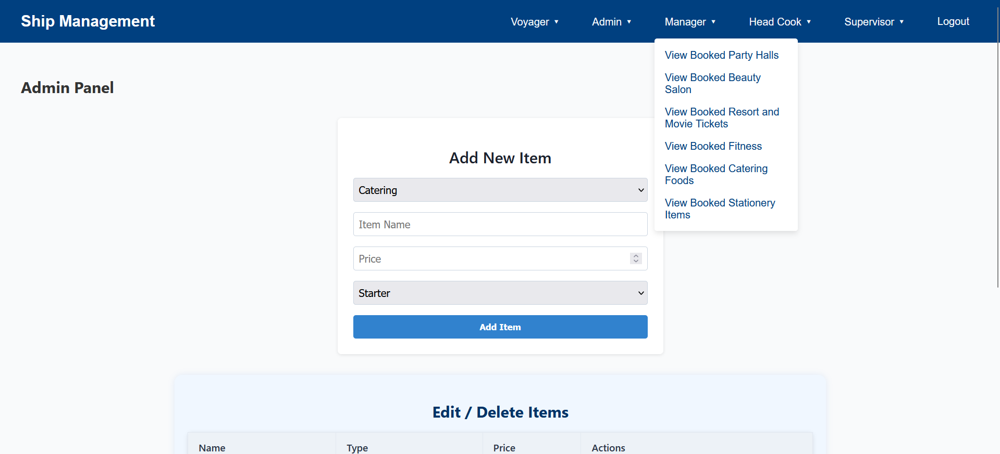 Ship Management
Voyager ▼
Admin ▼
Manager ▼
Head Cook ▼
Supervisor ▼
Logout
View Booked Party Halls
View Booked Beauty
Salon
View Booked Resort and
Movie Tickets
View Booked Fitness
View Booked Catering
Foods
View Booked Stationery
Items
Admin Panel
Add New Item
Catering
Item Name
Price
Starter
Add Item
Edit / Delete Items
Name
Type
Price
Actions